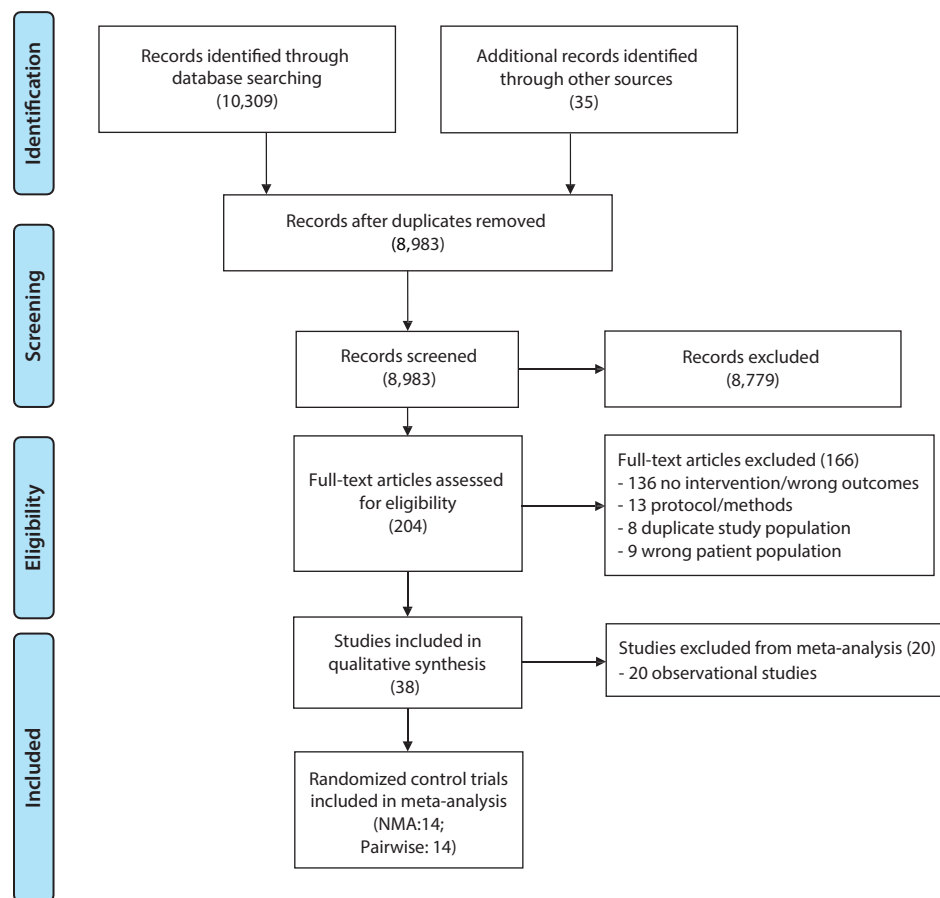 Identification
Records identified through
database searching
(10,309)
Additional records identified
through other sources
(35)
Screening
Records after duplicates removed
(8,983)
Records screened
(8,983)
Records excluded
(8,779)
Eligibility
Full-text articles assessed
for eligibility
(204)
Full-text articles excluded (166)
- 136 no intervention/wrong outcomes
- 13 protocol/methods
- 8 duplicate study population
- 9 wrong patient population
Included
Studies included in
qualitative synthesis
(38)
Studies excluded from meta-analysis (20)
- 20 observational studies
Randomized control trials
included in meta-analysis
(NMA:14;
Pairwise: 14)